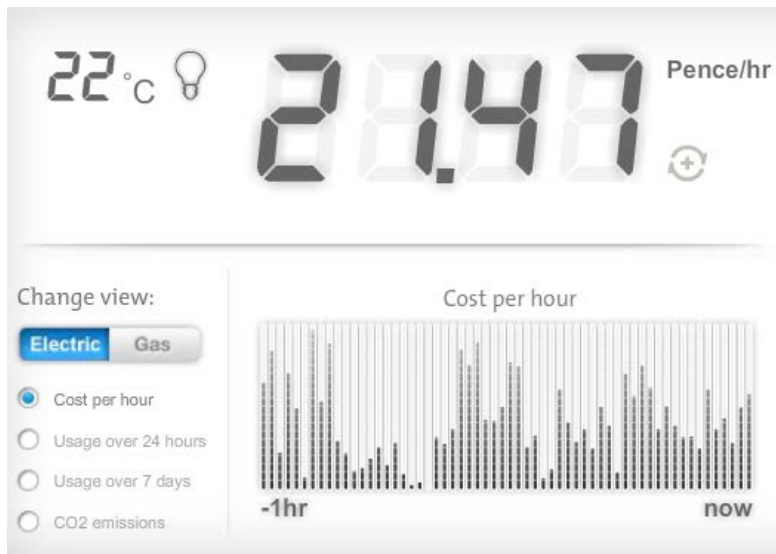 22 °C
21.47
Pence/hr
Change view:
Electric Gas
Cost per hour
Usage over 24 hours
Usage over 7 days
CO2 emissions
Cost per hour
-1hr now